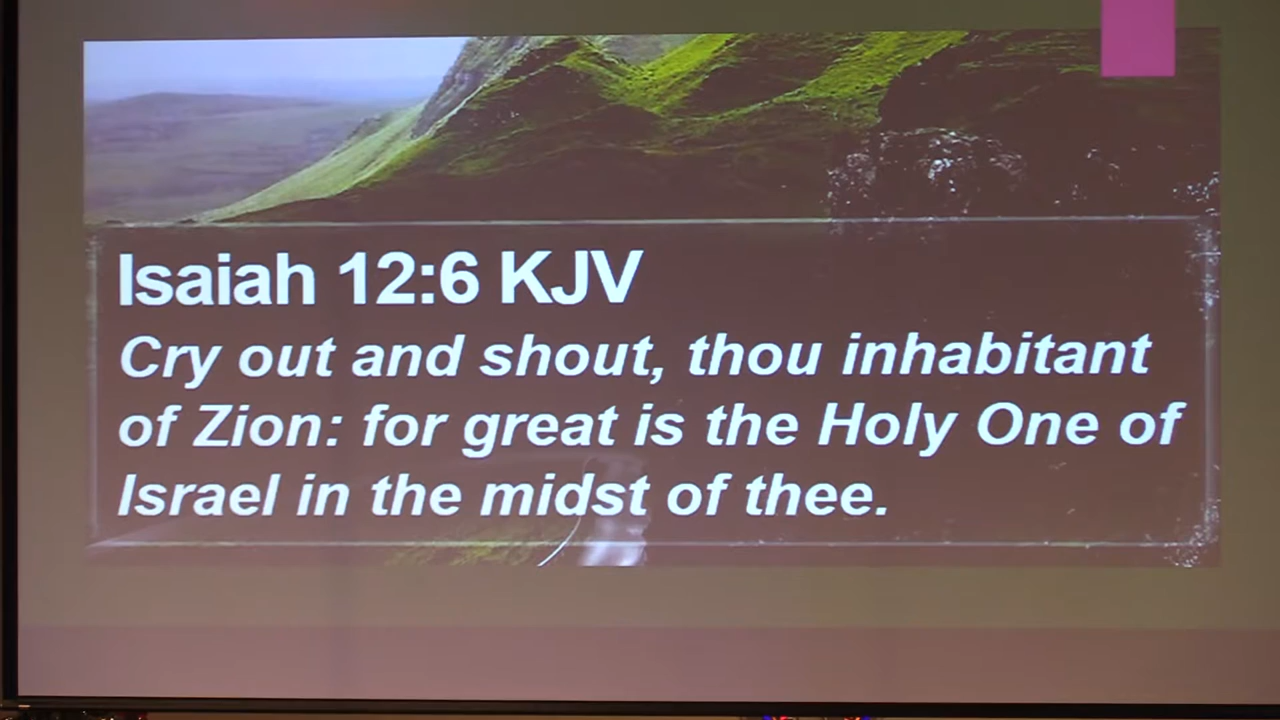 Isaiah 12:6 KJV
Cry out and shout, thou inhabitant
of Zion: for great is the Holy One of
Israel in the midst of thee.